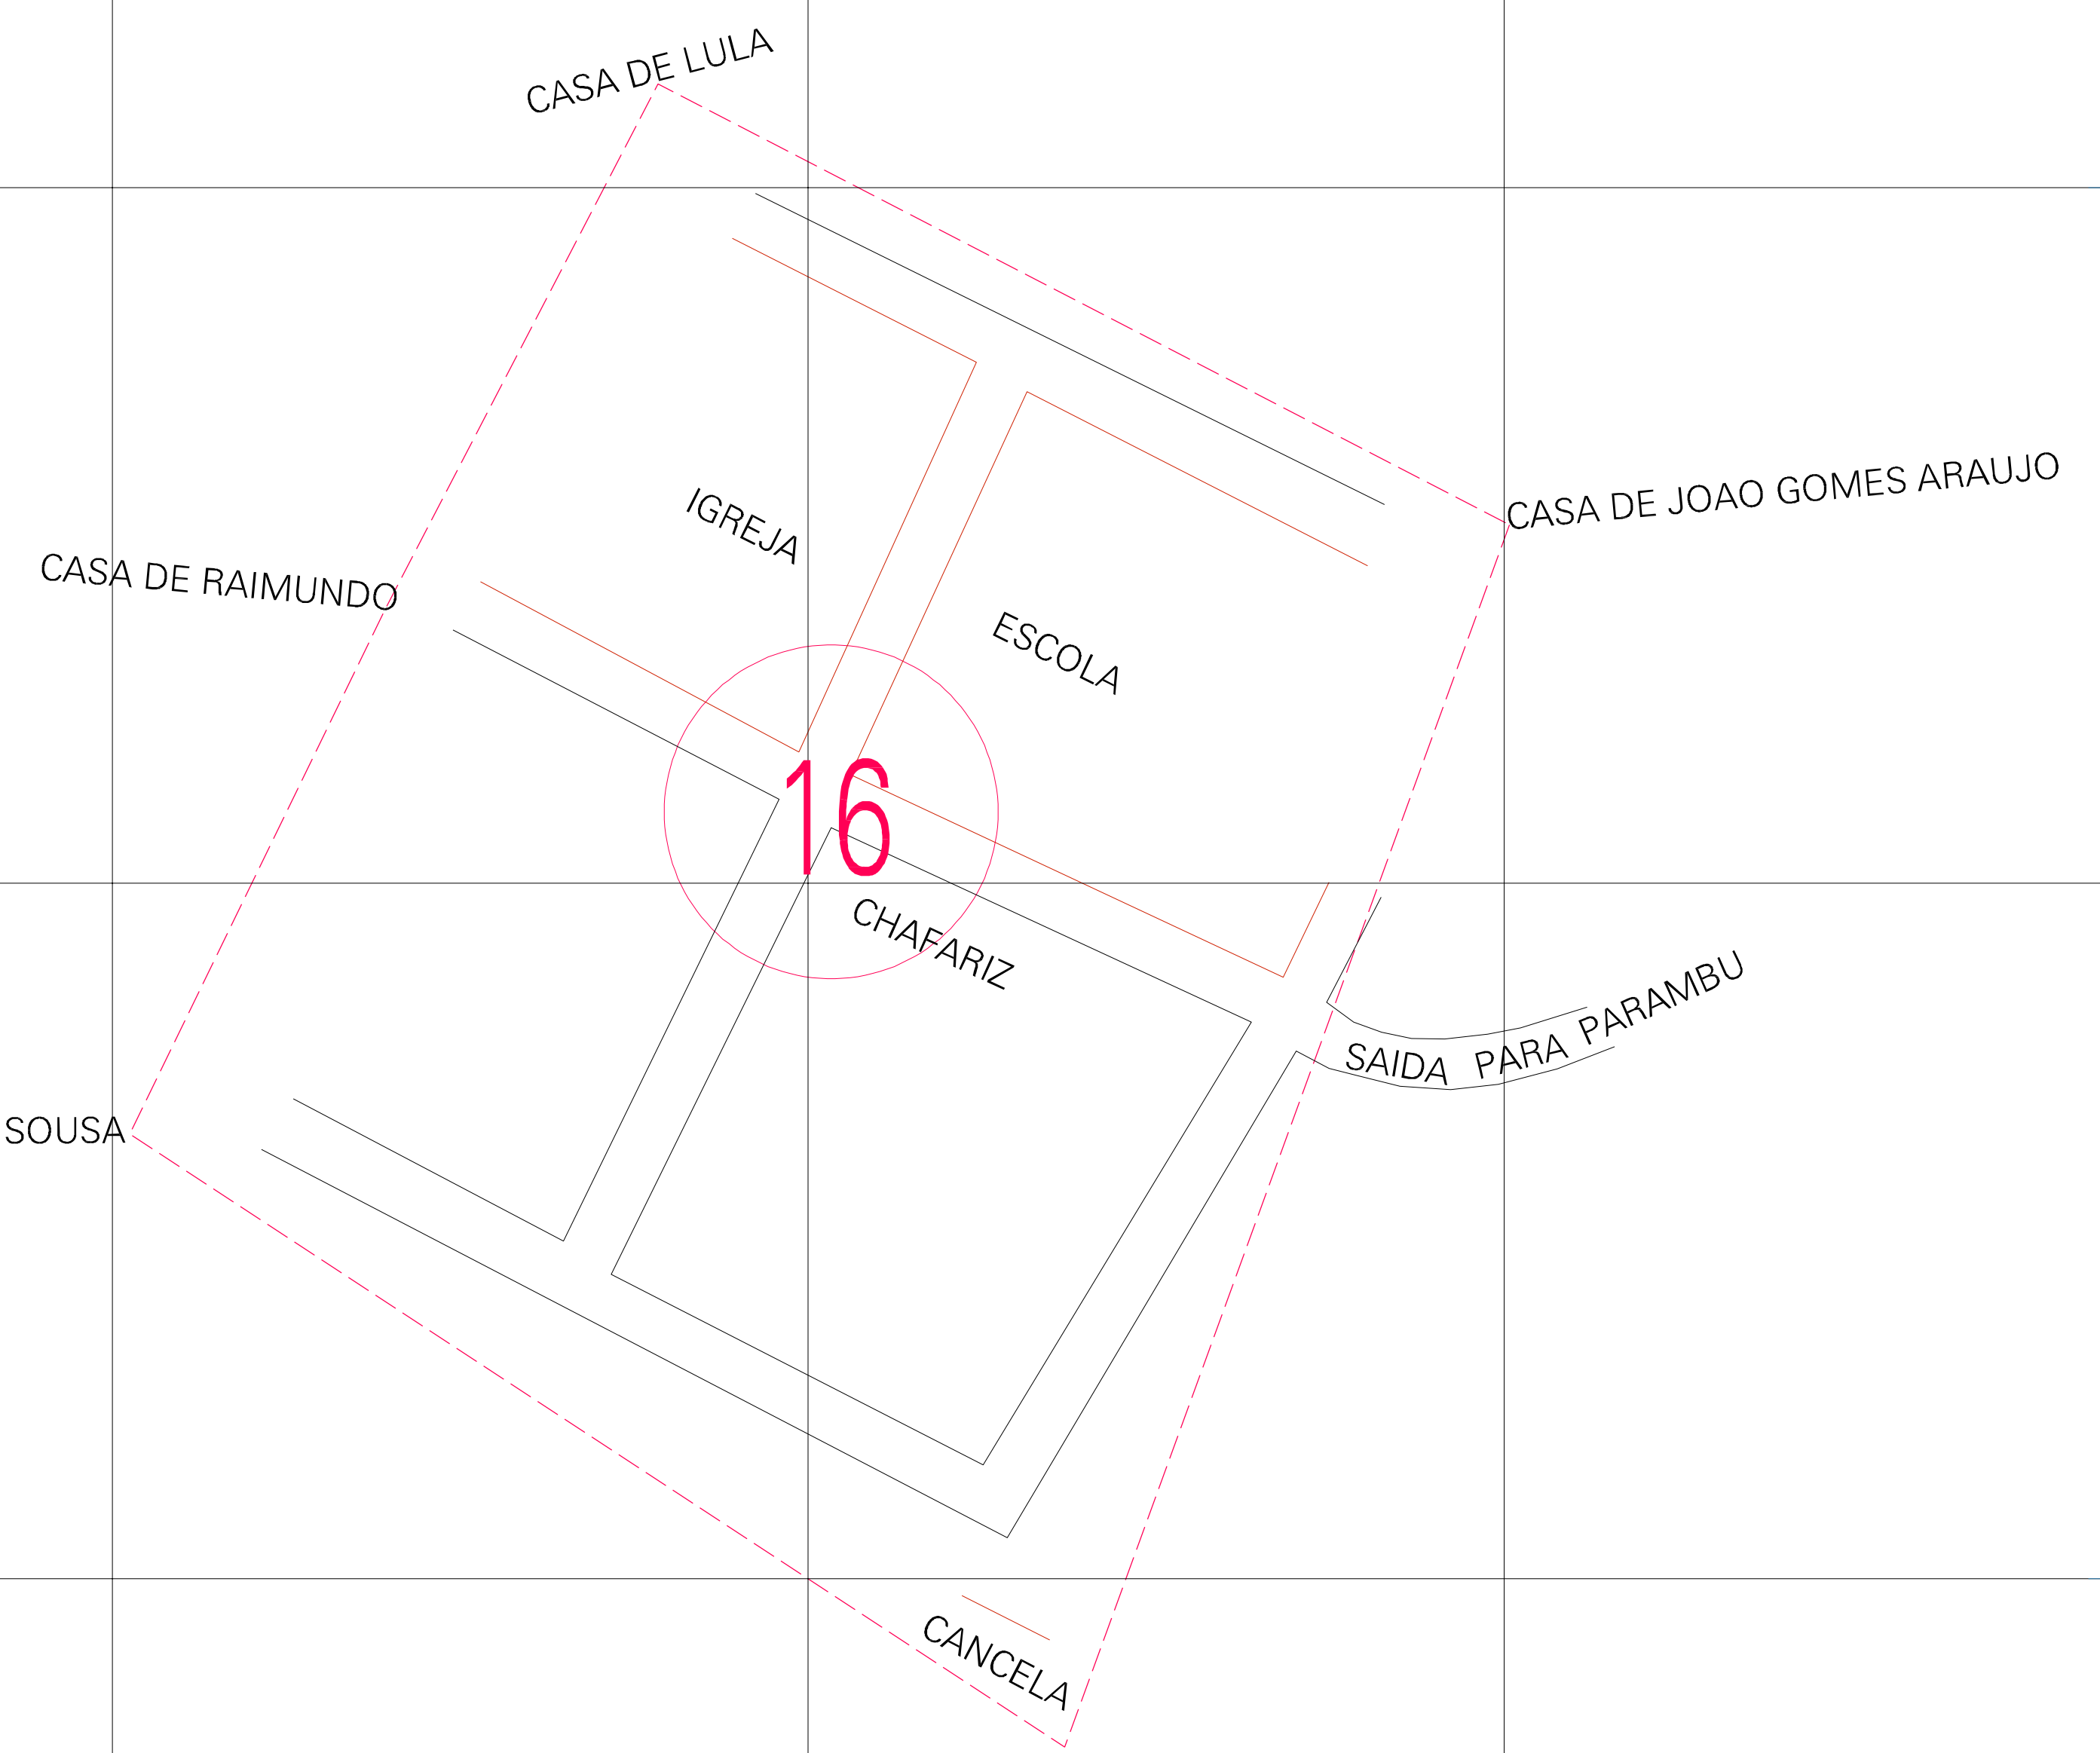 CASA DE LULA
CASA DE JOAO GOMES ARAUJO
IGREJA
CASA DE RAIMUNDO
ESCOLA
16
CHAFARIZ
SAIDA PARA PARAMBU
SOUSA
CANCELA